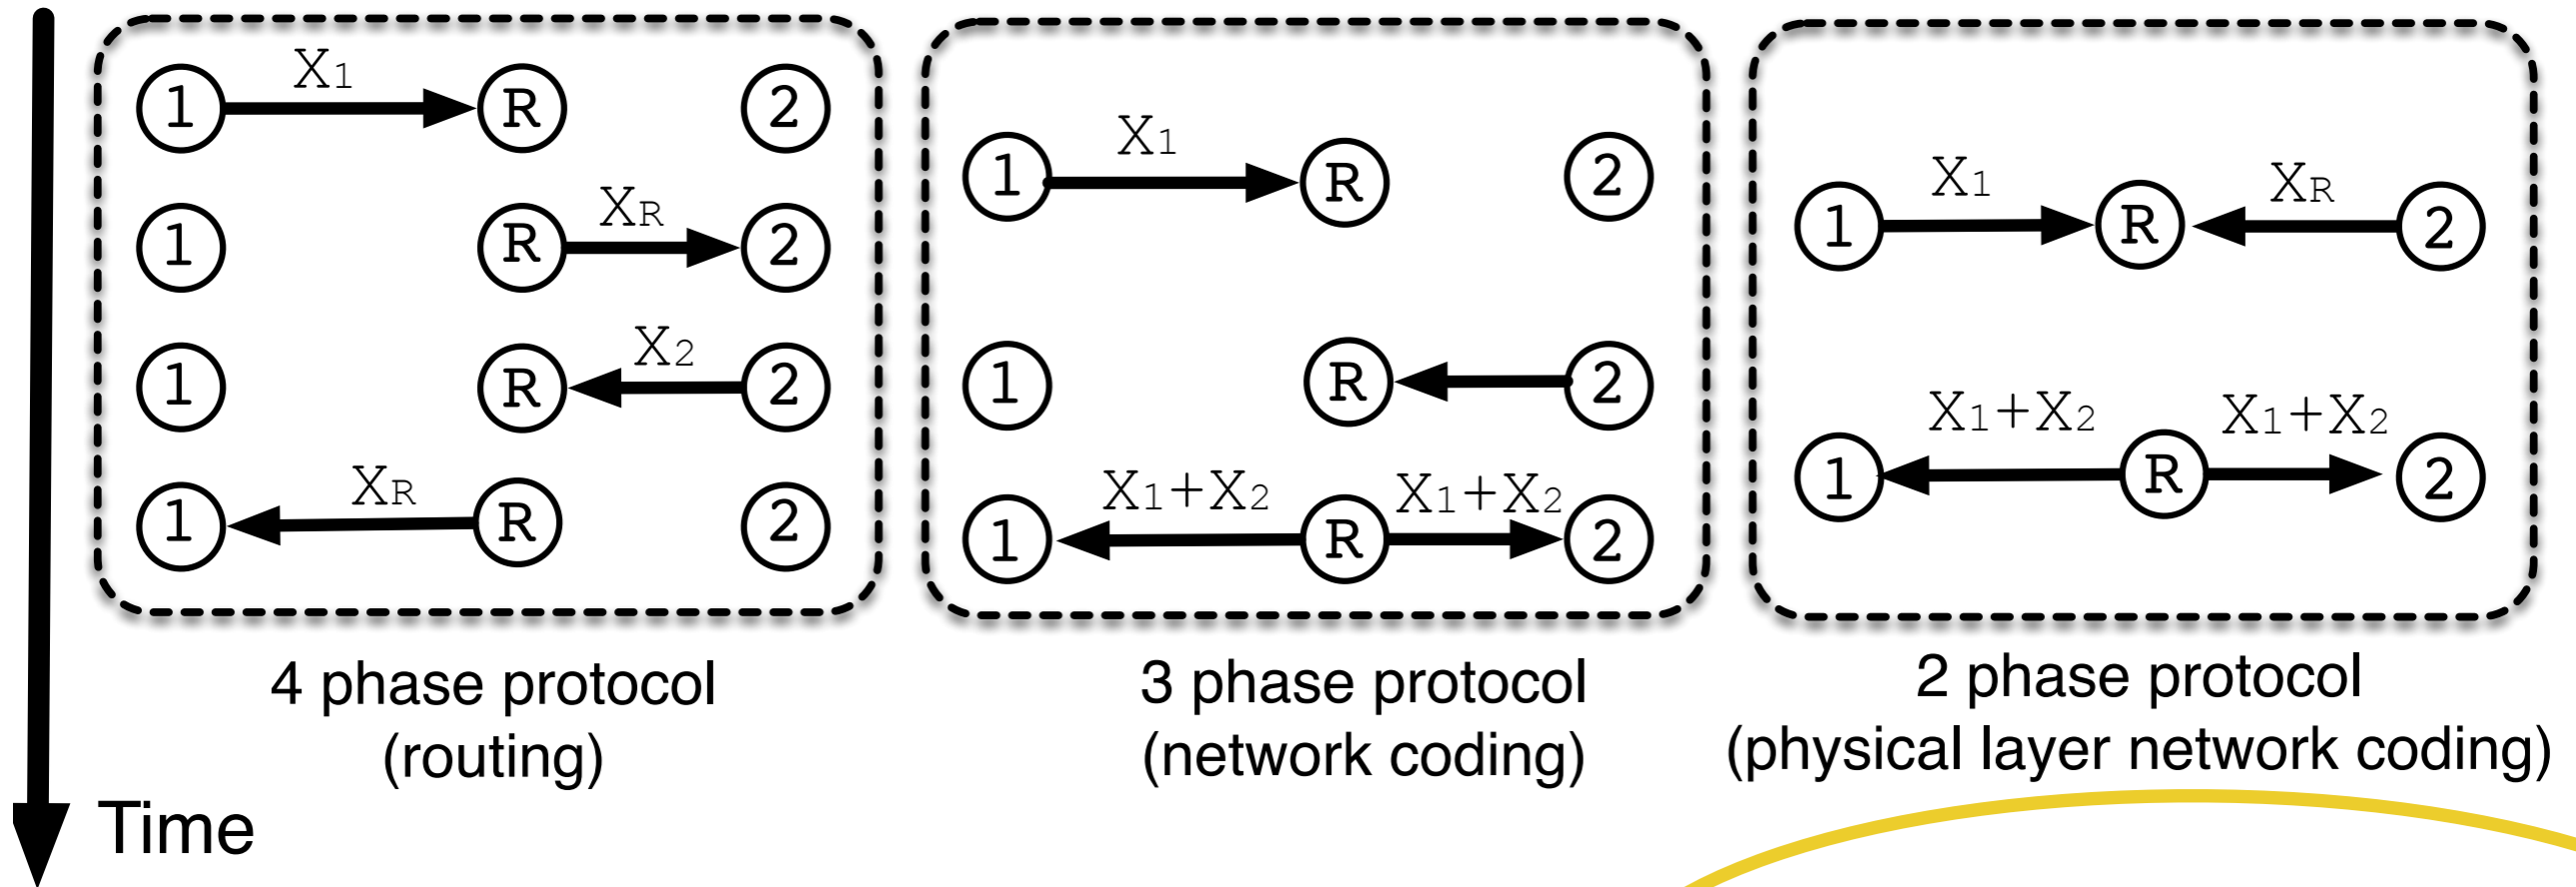 X1
1 R 2
XR
1 R 2
X2
1 R 2
XR
1 R 2
4 phase protocol
(routing)
X1
1 R 2
1 R 2
X1+X2 X1+X2
1 R 2
3 phase protocol
(network coding)
X1 XR
1 R 2
X1+X2 X1+X2
1 R 2
2 phase protocol
(physical layer network coding)
Time